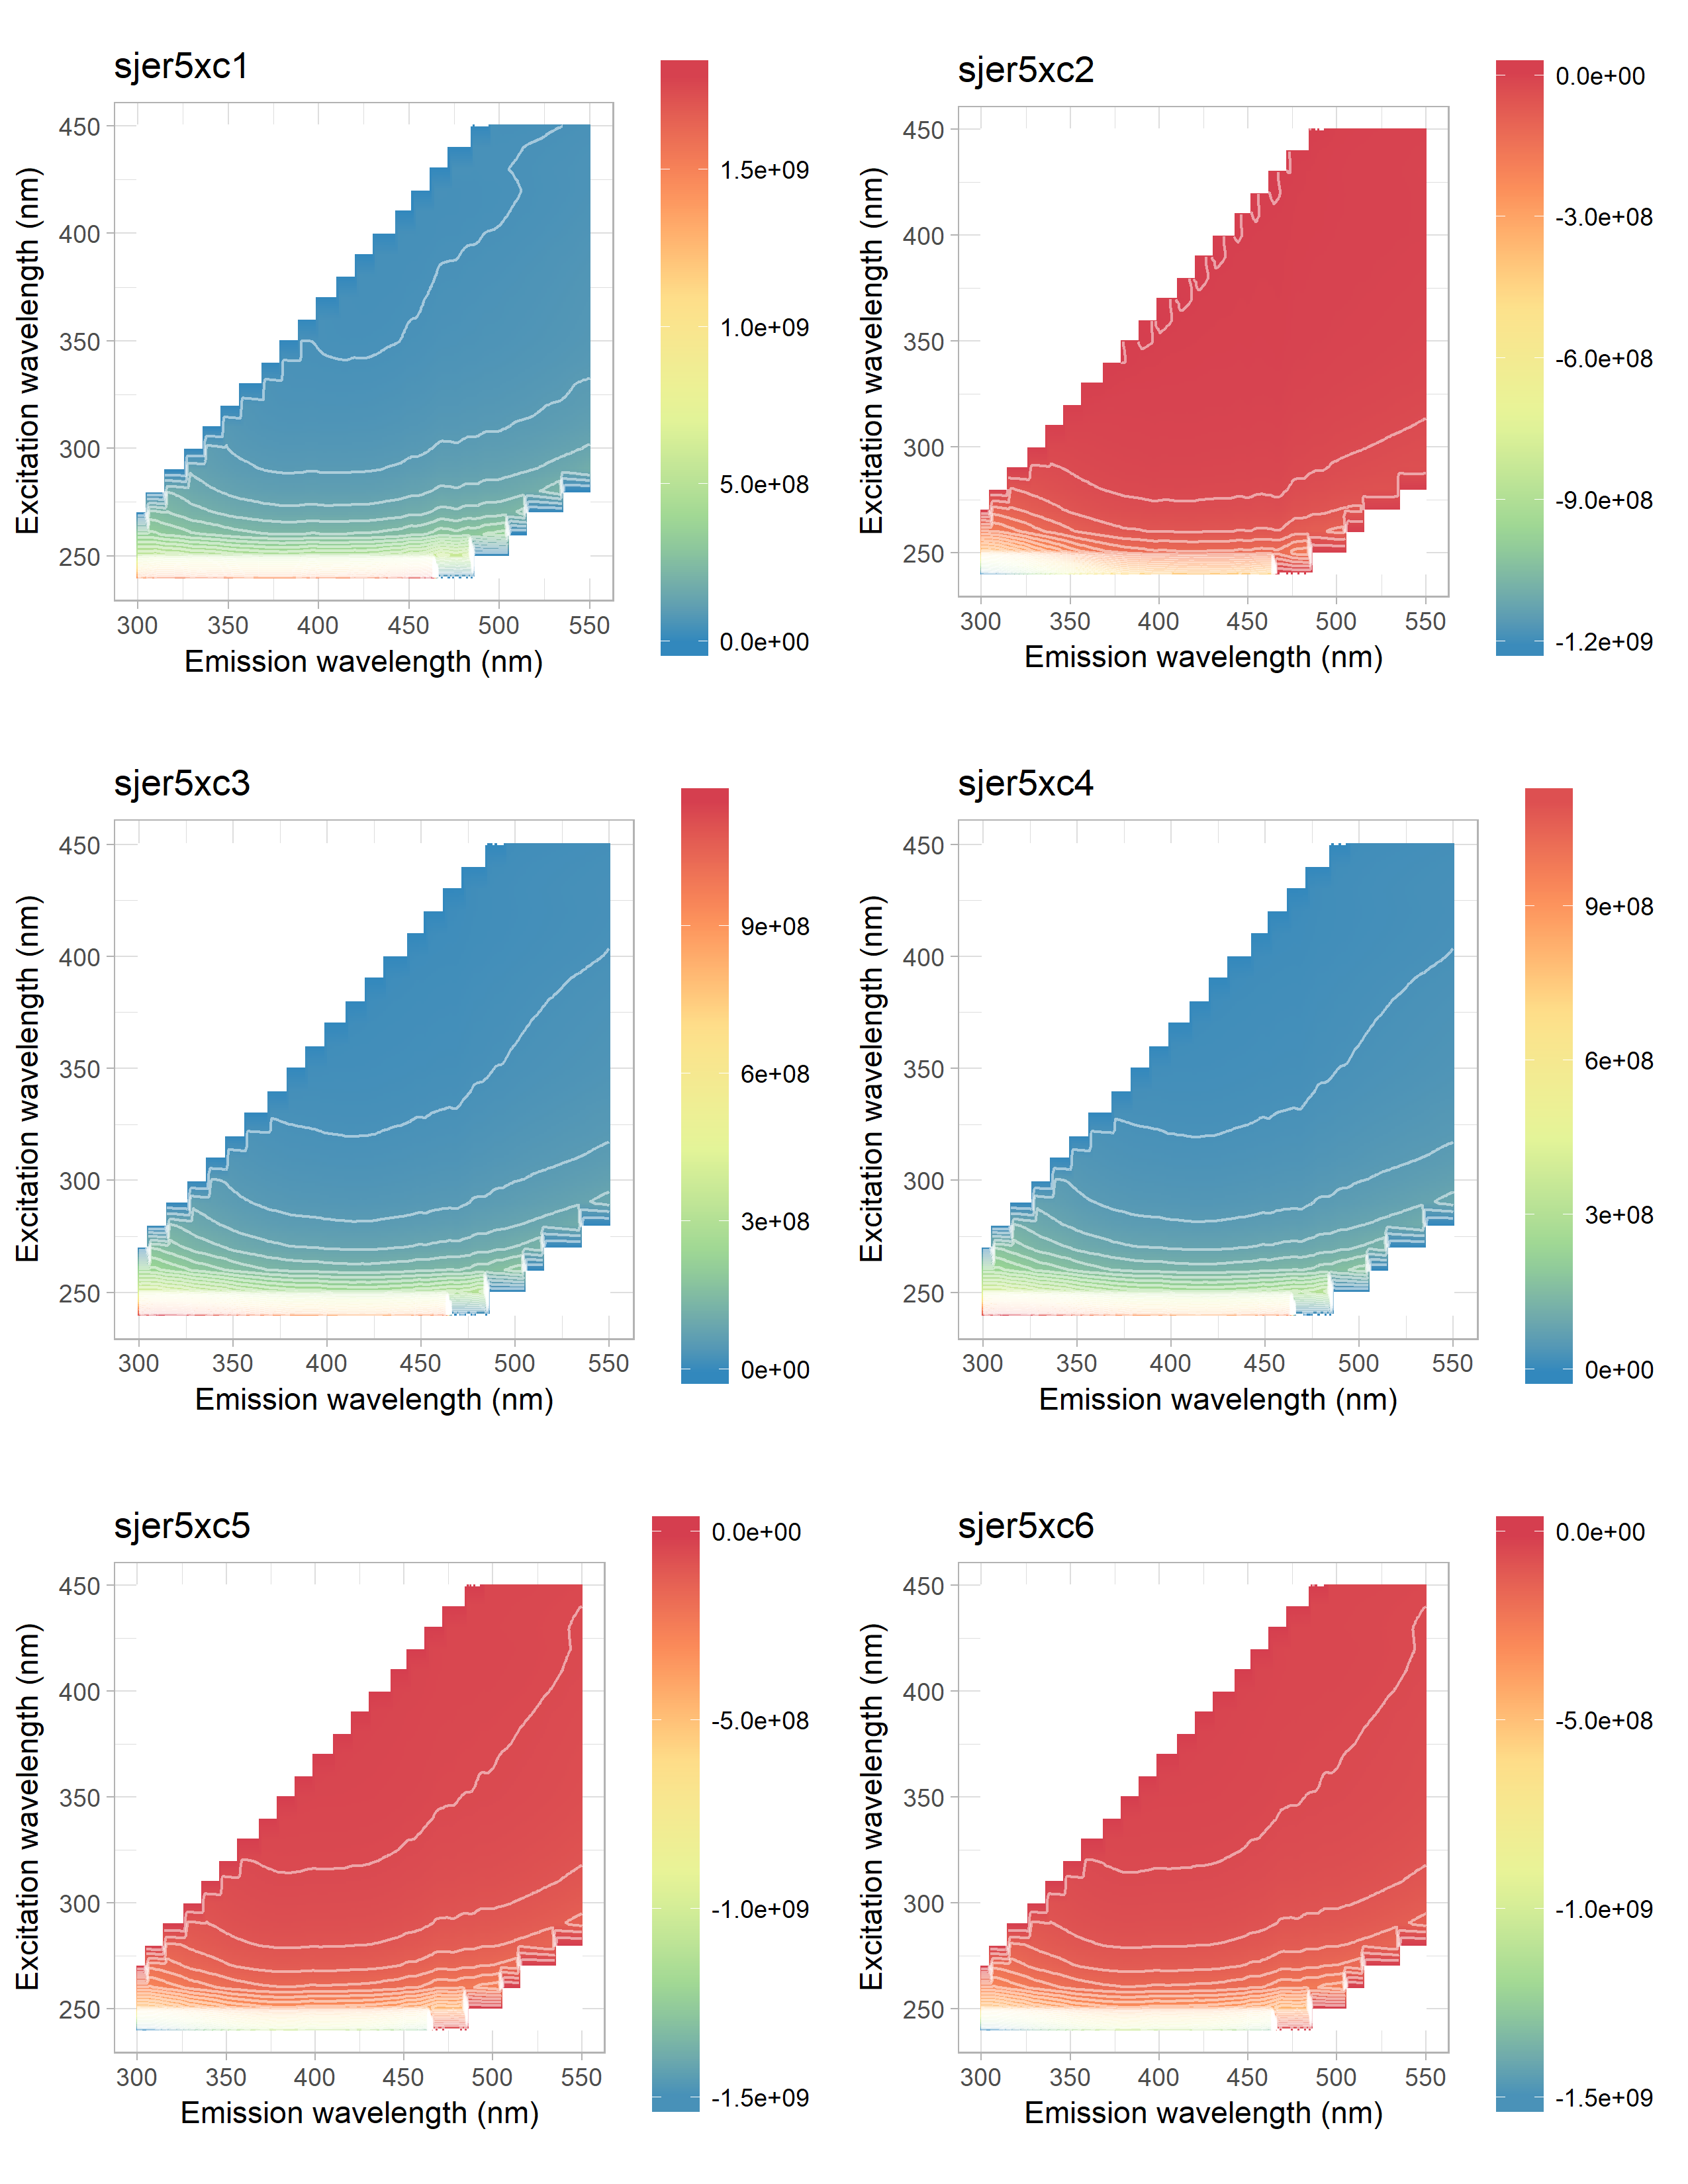 sjer5xc1
Excitation wavelength (nm)
450
400
350
300
250
300 350 400 450 500 550
Emission wavelength (nm)
1.5e+09
1.0e+09
5.0e+08
0.0e+00
sjer5xc2
Excitation wavelength (nm)
450
400
350
300
250
300 350 400 450 500 550
Emission wavelength (nm)
0.0e+00
-3.0e+08
-6.0e+08
-9.0e+08
-1.2e+09
sjer5xc3
Excitation wavelength (nm)
450
400
350
300
250
300 350 400 450 500 550
Emission wavelength (nm)
9e+08
6e+08
3e+08
0e+00
sjer5xc4
Excitation wavelength (nm)
450
400
350
300
250
300 350 400 450 500 550
Emission wavelength (nm)
9e+08
6e+08
3e+08
0e+00
sjer5xc5
Excitation wavelength (nm)
450
400
350
300
250
300 350 400 450 500 550
Emission wavelength (nm)
0.0e+00
-5.0e+08
-1.0e+09
-1.5e+09
sjer5xc6
Excitation wavelength (nm)
450
400
350
300
250
300 350 400 450 500 550
Emission wavelength (nm)
0.0e+00
-5.0e+08
-1.0e+09
-1.5e+09